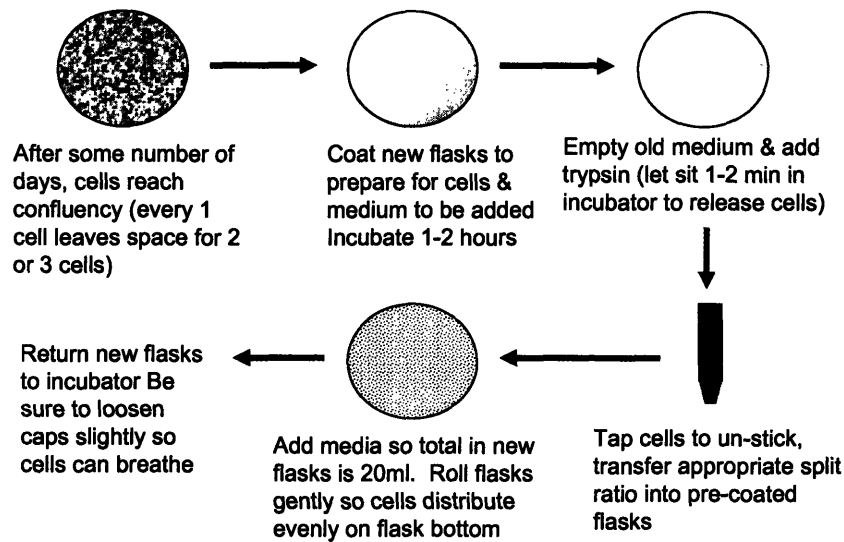 After some number of
days, cells reach
confluency (every 1
cell leaves space for 2
or 3 cells)
Coat new flasks to
prepare for cells &
medium to be added
Incubate 1-2 hours
Empty old medium & add
trypsin (let sit 1-2 min in
incubator to release cells)
Tap cells to un-stick,
transfer appropriate split
ratio into pre-coated
flasks
Add media so total in new
flasks is 20ml. Roll flasks
gently so cells distribute
evenly on flask bottom
Return new flasks
to incubator Be
sure to loosen
caps slightly so
cells can breathe